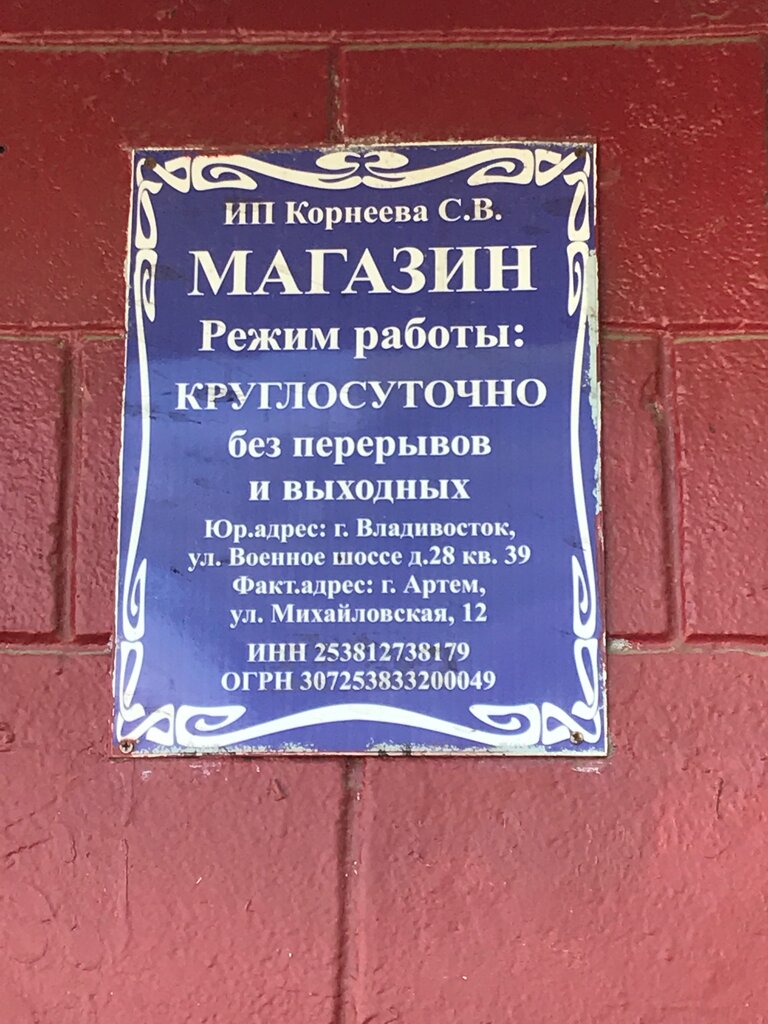 ИП Корнеева С.В.
МАГАЗИН
Режим работы:
КРУГЛОСУТОЧНО
без перерывов
и выходных
Юр.адрес: г. Владивосток,
ул. Военное шоссе д.28 кв. 39
Факт.адрес: г. Артем,
ул. Михайловская, 12
ИНН 253812738179
ОГРН 307253833200049